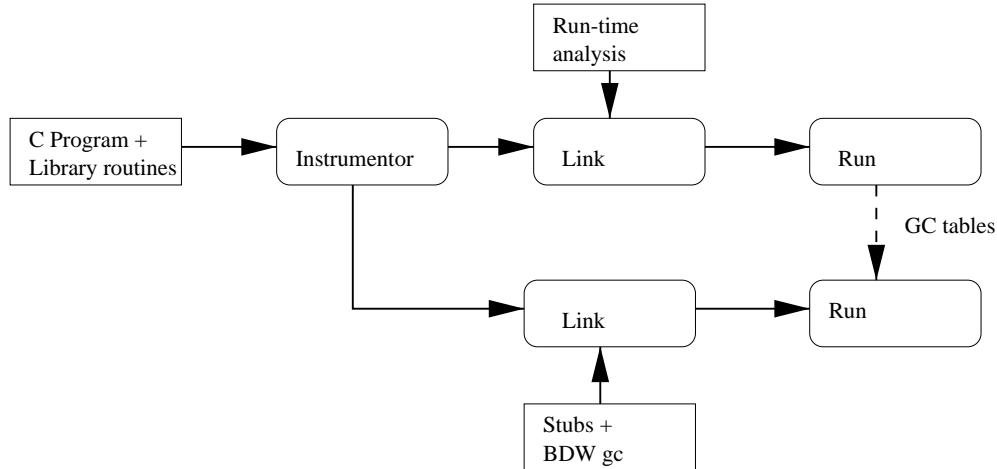 Run-time
analysis
C Program +
Library routines
Instrumentor
Link
Run
GC tables
Link
Run
Stubs +
BDW gc